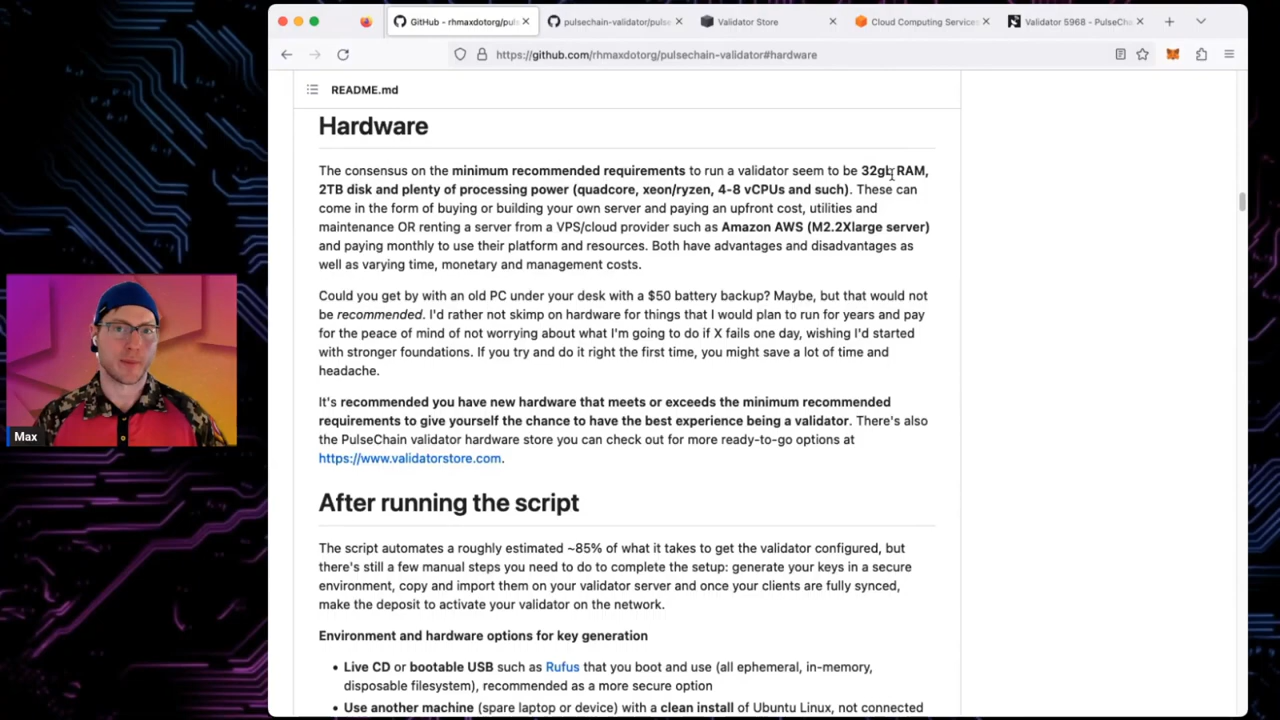 GitHub - rhmaxdotorg/puls
pulsechain-validator/pulse
Validator Store
Cloud Computing Services
Validator 5968 - PulseCha
https://github.com/rhmaxdotorg/pulsechain-validator#hardware
README.md
Hardware
The consensus on the minimum recommended requirements to run a validator seem to be 32gb RAM,
2TB disk and plenty of processing power (quadcore, xeon/ryzen, 4-8 vCPUs and such). These can
come in the form of buying or building your own server and paying an upfront cost, utilities and
maintenance OR renting a server from a VPS/cloud provider such as Amazon AWS (M2.2Xlarge server)
and paying monthly to use their platform and resources. Both have advantages and disadvantages as
well as varying time, monetary and management costs.
Could you get by with an old PC under your desk with a $50 battery backup? Maybe, but that would not
be recommended. I'd rather not skimp on hardware for things that I would plan to run for years and pay
for the peace of mind of not worrying about what I'm going to do if X fails one day, wishing I'd started
with stronger foundations. If you try and do it right the first time, you might save a lot of time and
headache.
It's recommended you have new hardware that meets or exceeds the minimum recommended
requirements to give yourself the chance to have the best experience being a validator. There's also
the PulseChain validator hardware store you can check out for more ready-to-go options at
https://www.validatorstore.com.
Max
After running the script
The script automates a roughly estimated ~85% of what it takes to get the validator configured, but
there's still a few manual steps you need to do to complete the setup: generate your keys in a secure
environment, copy and import them on your validator server and once your clients are fully synced,
make the deposit to activate your validator on the network.
Environment and hardware options for key generation
• Live CD or bootable USB such as Rufus that you boot and use (all ephemeral, in-memory,
disposable filesystem), recommended as a more secure option
• Use another machine (spare laptop or device) with a clean install of Ubuntu Linux, not connected